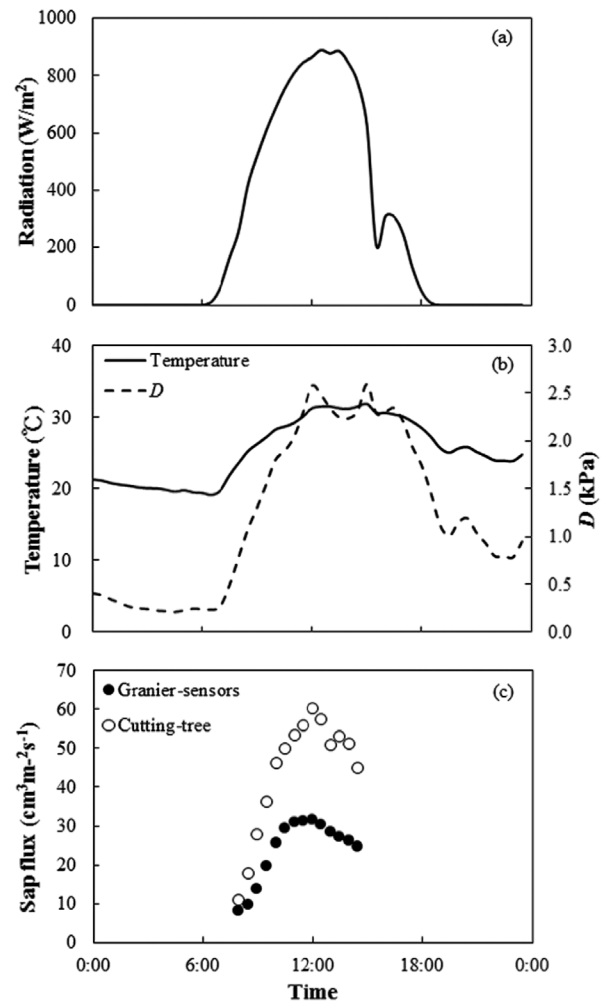 (a)
1000
800
600
400
200
0
Radiation (W/m²)
(b)
Temperature
D
40
30
20
10
0
Temperature (℃)
3.0
2.5
2.0
1.5
1.0
0.5
0.0
D (kPa)
(c)
Granier-sensors
Cutting-tree
70
60
50
40
30
20
10
0
Sap flux (cm³m-²s-¹)
0:00 6:00 12:00 18:00 0:00
Time